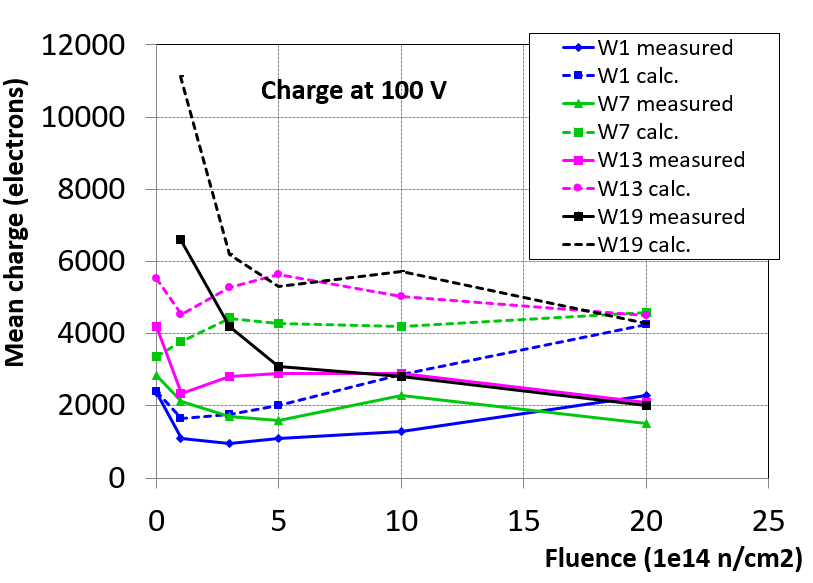 12000
10000
8000
6000
4000
2000
0
Mean charge (electrons)
Charge at 100 V
W1 measured
W1 calc.
W7 measured
W7 calc.
W13 measured
W13 calc.
W19 measured
W19 calc.
0 5 10 15 20 25
Fluence (1e14 n/cm2)